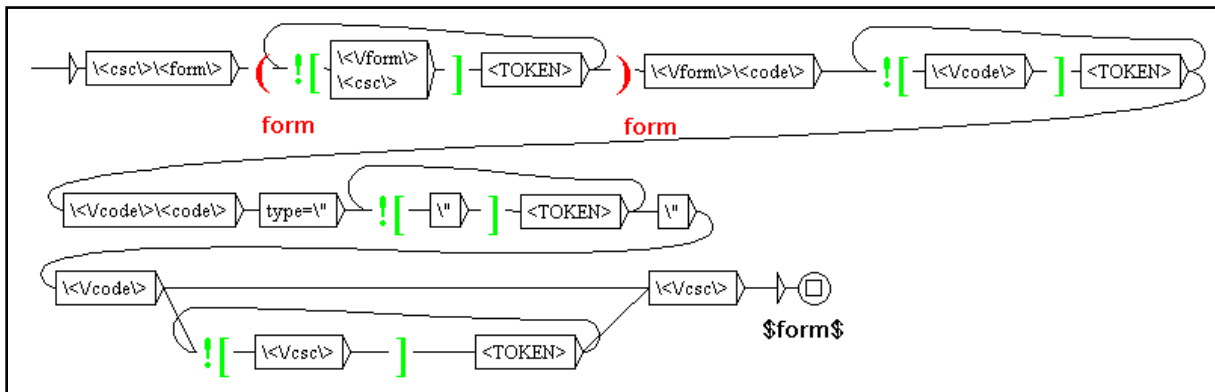 \<csc\>\<form\> ( ![ \<\/form\> ] <TOKEN> ) \<\/form\>\<code\> ![ \<\/code\> ] <TOKEN>
\<csc\>
form form
\<\/code\>\<code\> type=\" ![ \" ] <TOKEN> \"
\<\/code\> \<\/csc\>
$form$
![ \<\/csc\> ] <TOKEN>